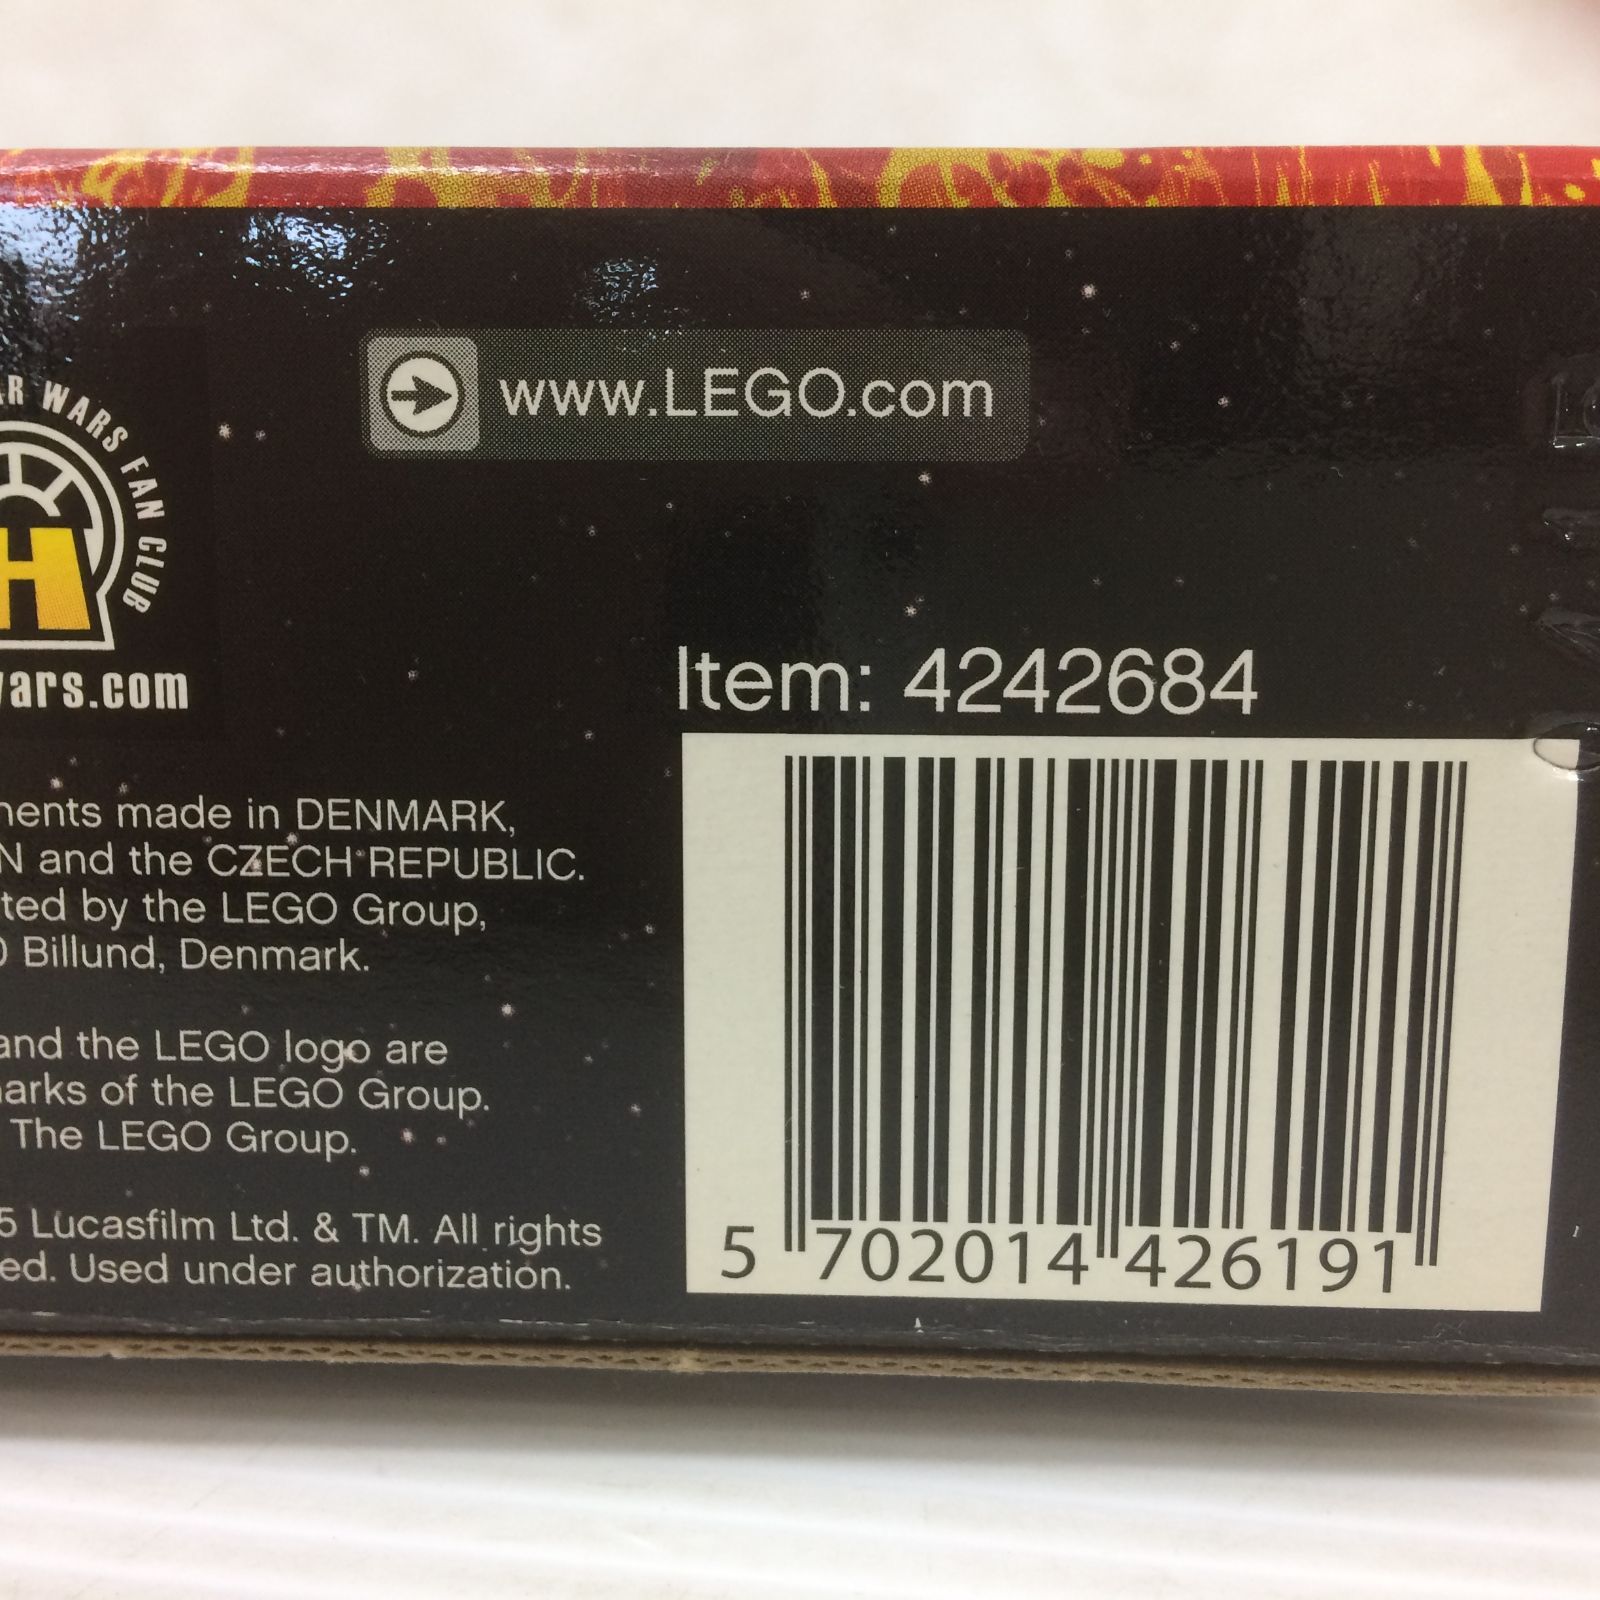 WARS FAN CLUB
H
www.LEGO.com
Item: 4242684
ars.com
ents made in DENMARK,
N and the CZECH REPUBLIC.
ted by the LEGO Group,
Billund, Denmark.
and the LEGO logo are
arks of the LEGO Group.
The LEGO Group.
5 Lucasfilm Ltd. & TM. All rights
ed. Used under authorization.
5 702014 426191